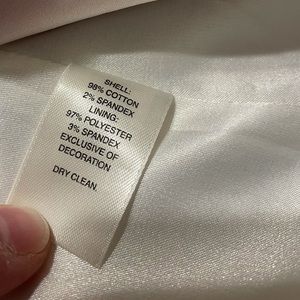 SHELL:
98% COTTON
2% SPANDEX
LINING:
97% POLYESTER
3% SPANDEX
EXCLUSIVE OF
DECORATION
DRY CLEAN.